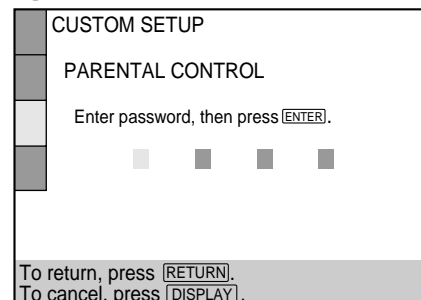 CUSTOM SETUP
PARENTAL CONTROL
Enter password, then press ENTER.
To return, press RETURN.
To cancel, press DISPLAY.